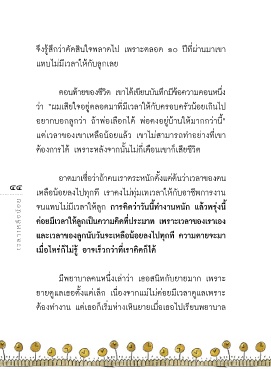 จึงรู้สึกว่าตัดสินใจพลาดไป เพราะตลอด ๑๐ ปีที่ผ่านมาเขา
แทบไม่มีเวลาให้กับลูกเลย
ตอนท้ายของชีวิต เขาได้เขียนบันทึกมีข้อความตอนหนึ่ง
ว่า "ผมเสียใจอยู่ตลอดมาที่มีเวลาให้กับครอบครัวน้อยเกินไป
อยากบอกลูกว่า ถ้าพ่อเลือกได้ พ่อคงอยู่บ้านให้มากกว่านี้"
แต่เวลาของเขาเหลือน้อยแล้ว เขาไม่สามารถทำอย่างที่เขา
ต้องการได้ เพราะหลังจากนั้นไม่กี่เดือนเขาก็เสียชีวิต
อาตมาเชื่อว่าถ้าคนเราตระหนักตั้งแต่ต้นว่าเวลาของคน
เหลือน้อยลงไปทุกที เราคงไม่ทุ่มเทเวลาให้กับอาชีพการงาน
จนแทบไม่มีเวลาให้ลูก การคิดว่าวันนี้ทำงานหนัก แล้วพรุ่งนี้
ค่อยมีเวลาให้ลูกเป็นความคิดที่ประมาท เพราะเวลาของเราเอง
และเวลาของลูกนับวันจะเหลือน้อยลงไปทุกที ความตายจะมา
เมื่อไหร่ก็ไม่รู้ อาจเร็วกว่าที่เราคิดก็ได้
มีพยาบาลคนหนึ่งเล่าว่า เธอสนิทกับยายมาก เพราะ
ยายดูแลเธอตั้งแต่เล็ก เนื่องจากแม่ไม่ค่อยมีเวลาดูแลเพราะ
ต้องทำงาน แต่เธอก็เริ่มห่างเหินยายเมื่อเธอไปเรียนพยาบาล
๔๔
เวลาเหลือน้อย